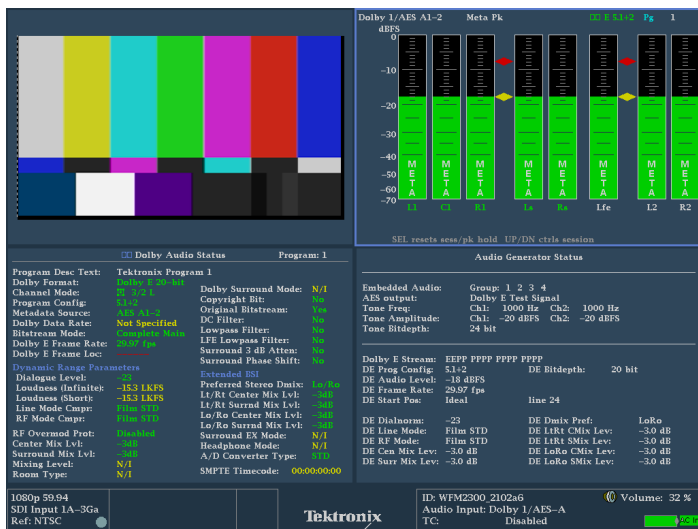 Dolby 1/AES A1-2 Meta Pk E 5.1+2 Pg 1
dBFS
0
-10
-20
-30
-40
-50
-60
-70
META META META META META META META META
L1 C1 R1 Ls Rs Lfe L2 R2
SEL resets sess/pk hold UP/DN ctrls session
Dolby Audio Status Program: 1
Program Desc Text: Tektronix Program 1
Dolby Format: Dolby E 20-bit
Channel Mode: 3/2 L
Program Config: 5.1+2
Metadata Source: AES A1-2
Dolby Data Rate: Not Specified
Bitstream Mode: Complete Main
Dolby E Frame Rate: 29.97 fps
Dolby E Frame Loc: --------
Dynamic Range Parameters
Dialogue Level: -23
Loudness (Infinite): -15.3 LKFS
Loudness (Short): -15.3 LKFS
Line Mode Cmpr: Film STD
RF Mode Cmpr: Film STD
RF Overmod Prot: Disabled
Center Mix Lvl: -3dB
Surround Mix Lvl: -3dB
Mixing Level: N/I
Room Type: N/I
Dolby Surround Mode: N/I
Copyright Bit: No
Original Bitstream: Yes
DC Filter: No
Lowpass Filter: No
LFE Lowpass Filter: No
Surround 3 dB Atten: No
Surround Phase Shift: No
Extended BSI
Preferred Stereo Dmix: Lo/Ro
Lt/Rt Center Mix Lvl: -3dB
Lt/Rt Surrnd Mix Lvl: -3dB
Lo/Ro Center Mix Lvl: -3dB
Lo/Ro Surrnd Mix Lvl: -3dB
Surround EX Mode: N/I
Headphone Mode: N/I
A/D Converter Type: STD
SMPTE Timecode: 00:00:00:00
Audio Generator Status
Embedded Audio: Group: 1 2 3 4
AES output: Dolby E Test Signal
Tone Freq: Ch1: 1000 Hz Ch2: 1000 Hz
Tone Amplitude: Ch1: -20 dBFS Ch2: -20 dBFS
Tone Bitdepth: 24 bit
Dolby E Stream: EEPP PPPP PPPP PPPP
DE Prog Config: 5.1+2 DE Bitdepth: 20 bit
DE Audio Level: -18 dBFS
DE Frame Rate: 29.97 fps
DE Start Pos: Ideal line 24
DE Dialnorm: -23 DE Dmix Pref: LoRo
DE Line Mode: Film STD DE LtRt CMix Lev: -3.0 dB
DE RF Mode: Film STD DE LtRt SMix Lev: -3.0 dB
DE Cen Mix Lev: -3.0 dB DE LoRo CMix Lev: -3.0 dB
DE Surr Mix Lev: -3.0 dB DE LoRo SMix Lev: -3.0 dB
1080p 59.94
SDI Input 1A-3Ga
Ref: NTSC
Tektronix
ID: WFM2300_2102a6 Volume: 32 %
Audio Input: Dolby 1/AES-A
TC: Disabled